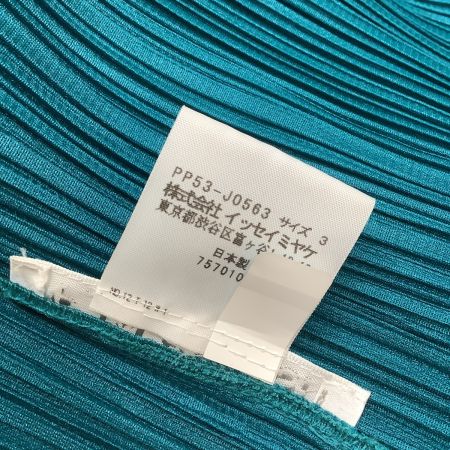 PP53-J0563 サイズ 3
株式会社 イッセイミヤケ
東京都渋谷区富ヶ谷
日本製
757010